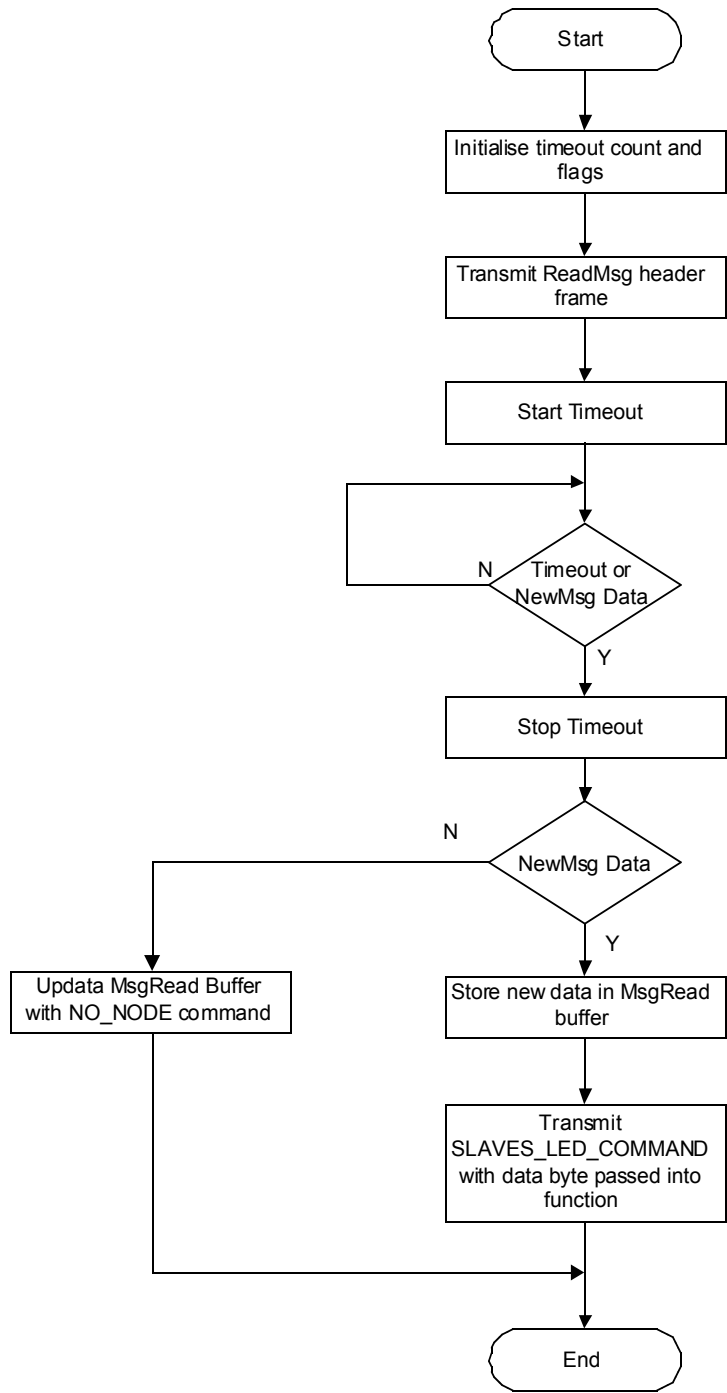 Start
Initialise timeout count and
flags
Transmit ReadMsg header
frame
Start Timeout
N
Timeout or
NewMsg Data
Y
Stop Timeout
N
NewMsg Data
Y
Updata MsgRead Buffer
with NO_NODE command
Store new data in MsgRead
buffer
Transmit
SLAVES_LED_COMMAND
with data byte passed into
function
End